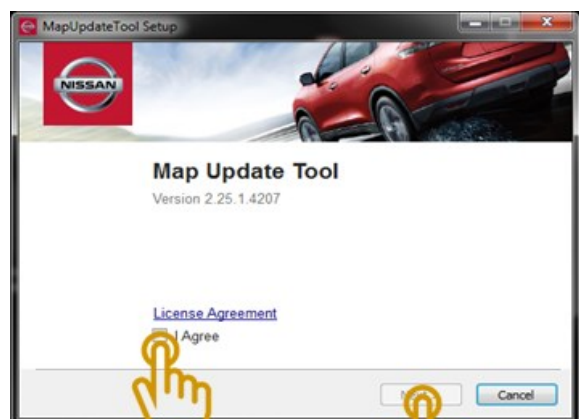 MapUpdateTool Setup
NISSAN
Map Update Tool
Version 2.25.1.4207
License Agreement
I Agree
Cancel